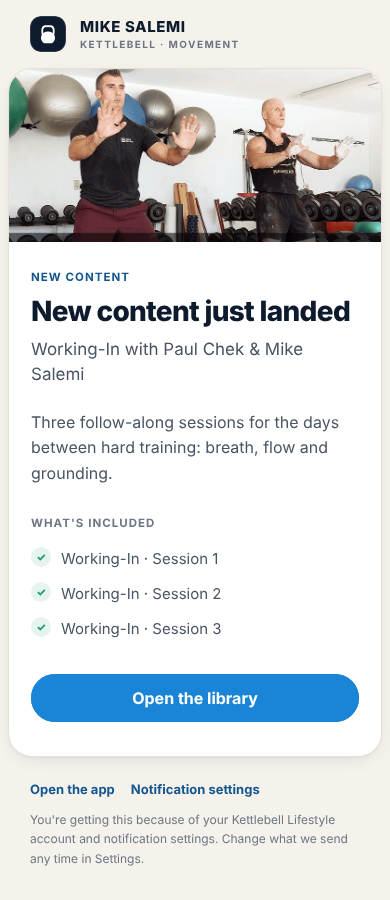 MIKE SALEMI
KETTLEBELL · MOVEMENT
NEW CONTENT
New content just landed
Working-In with Paul Chek & Mike
Salemi
Three follow-along sessions for the days
between hard training: breath, flow and
grounding.
WHAT'S INCLUDED
Working-In · Session 1
Working-In · Session 2
Working-In · Session 3
Open the library
Open the app Notification settings
You're getting this because of your Kettlebell Lifestyle
account and notification settings. Change what we send
any time in Settings.